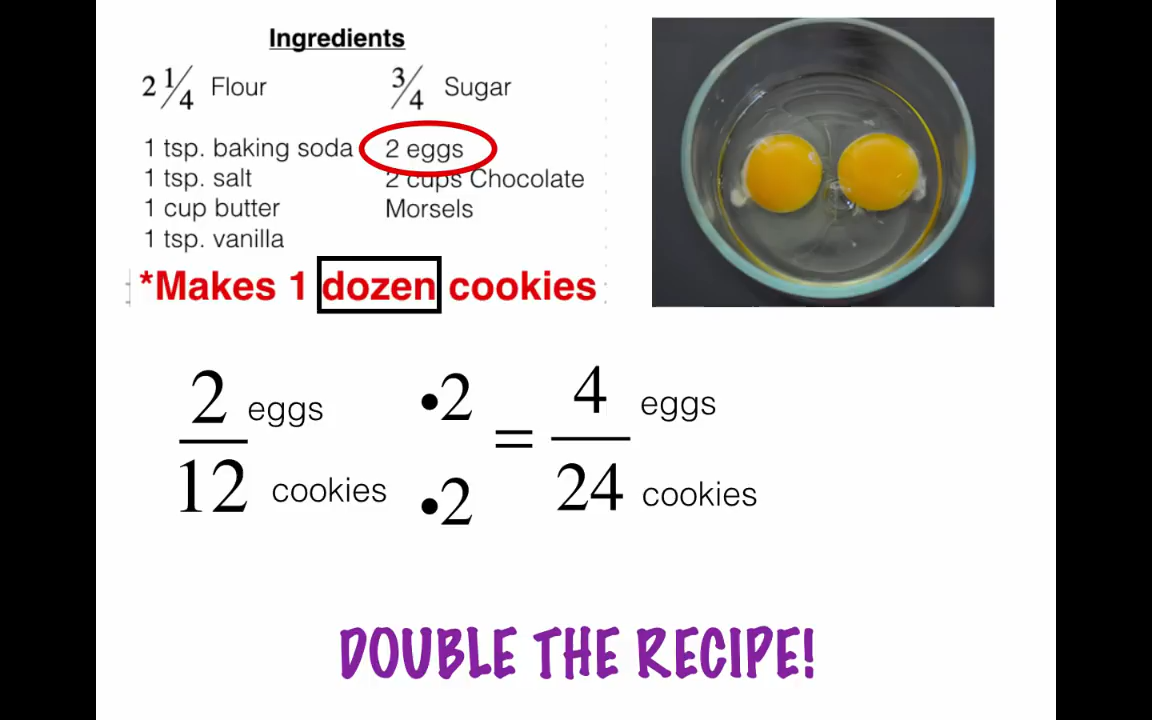 Ingredients
2 1/4 Flour
3/4 Sugar
1 tsp. baking soda
2 eggs
1 tsp. salt
2 cups Chocolate
1 cup butter
Morsels
1 tsp. vanilla
*Makes 1 dozen cookies
2 eggs
12 cookies
•2
•2
=
4 eggs
24 cookies
DOUBLE THE RECIPE!